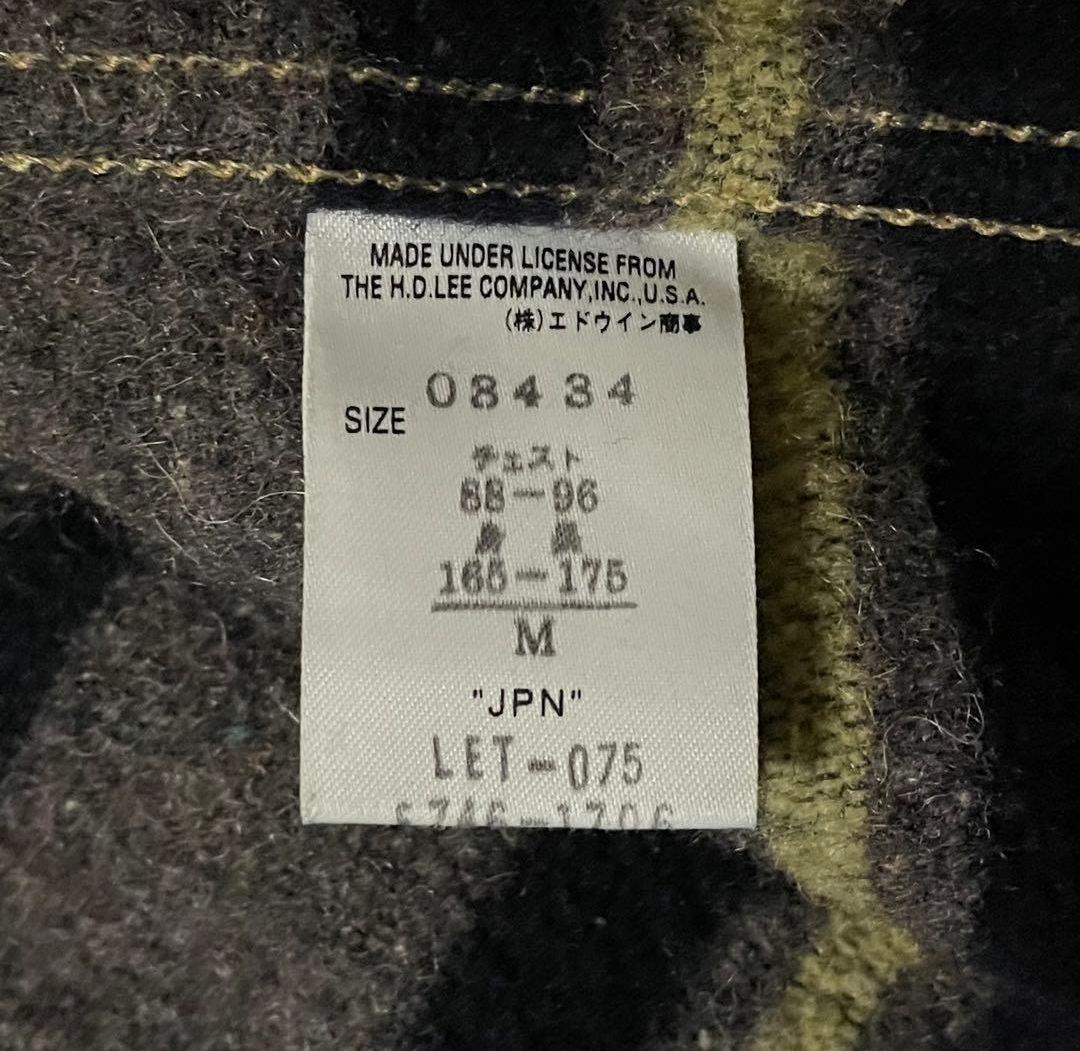 MADE UNDER LICENSE FROM
THE H.D.LEE COMPANY,INC.,U.S.A.
(株)エドウイン商事
08434
SIZE
チェスト
88-96
身長
165-175
M
"JPN"
LET-075